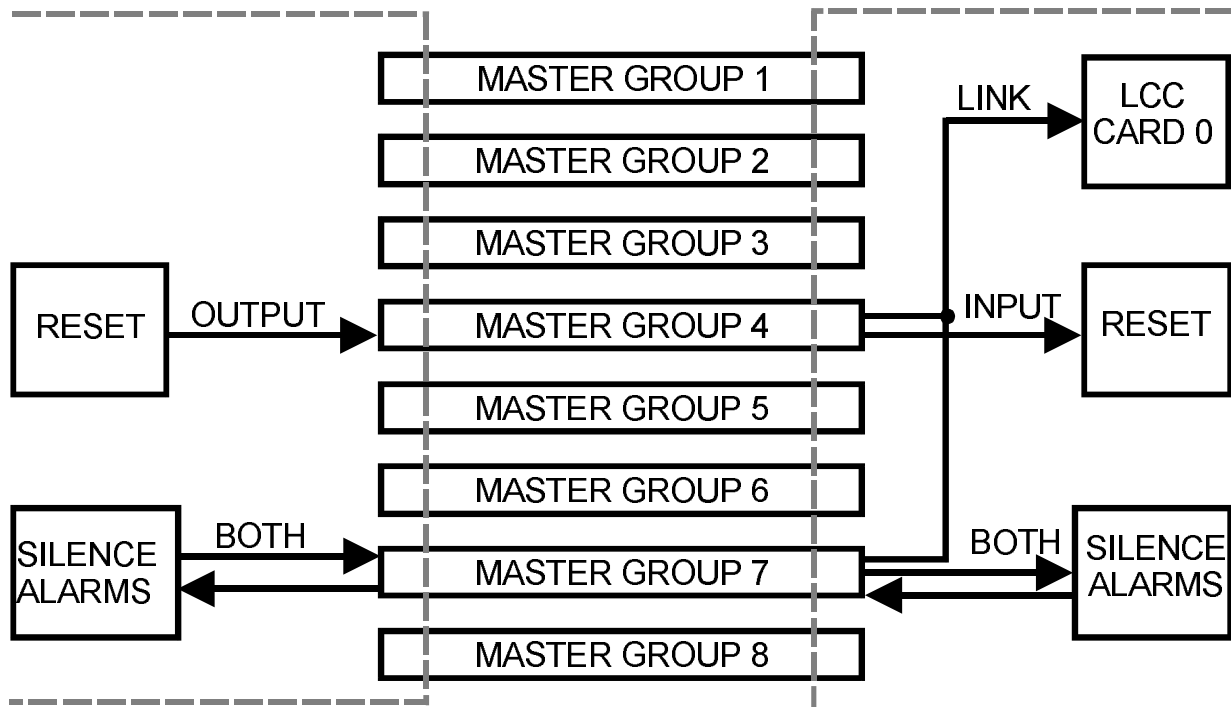 MASTER GROUP 1
LINK
LCC
CARD 0
MASTER GROUP 2
MASTER GROUP 3
RESET
OUTPUT
MASTER GROUP 4
INPUT
RESET
MASTER GROUP 5
MASTER GROUP 6
SILENCE
ALARMS
BOTH
MASTER GROUP 7
BOTH
SILENCE
ALARMS
MASTER GROUP 8